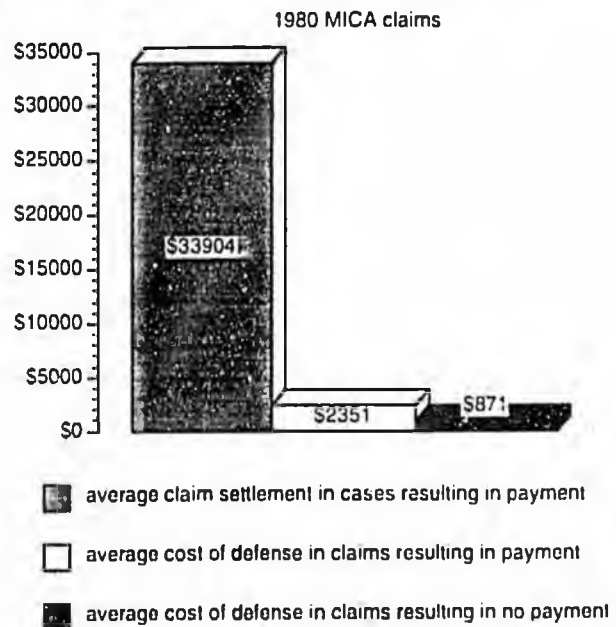 1980 MICA claims
$35000
$30000
$25000
$20000
$15000
$10000
$5000
$0
$33904
$2351
$871
average claim settlement in cases resulting in payment
average cost of defense in claims resulting in payment
average cost of defense in claims resulting in no payment